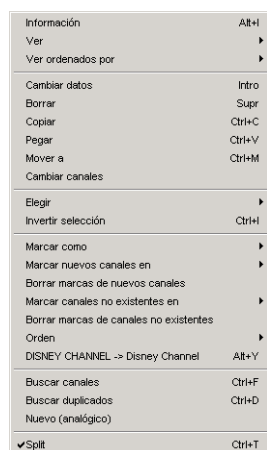 Información Alt+I
Ver
Ver ordenados por
Cambiar datos Intro
Borrar Supr
Copiar Ctrl+C
Pegar Ctrl+V
Mover a Ctrl+M
Cambiar canales
Elegir
Invertir selección Ctrl+I
Marcar como
Marcar nuevos canales en
Borrar marcas de nuevos canales
Marcar canales no existentes en
Borrar marcas de canales no existentes
Orden
DISNEY CHANNEL -> Disney Channel Alt+Y
Buscar canales Ctrl+F
Buscar duplicados Ctrl+D
Nuevo (analógico)
Split Ctrl+T